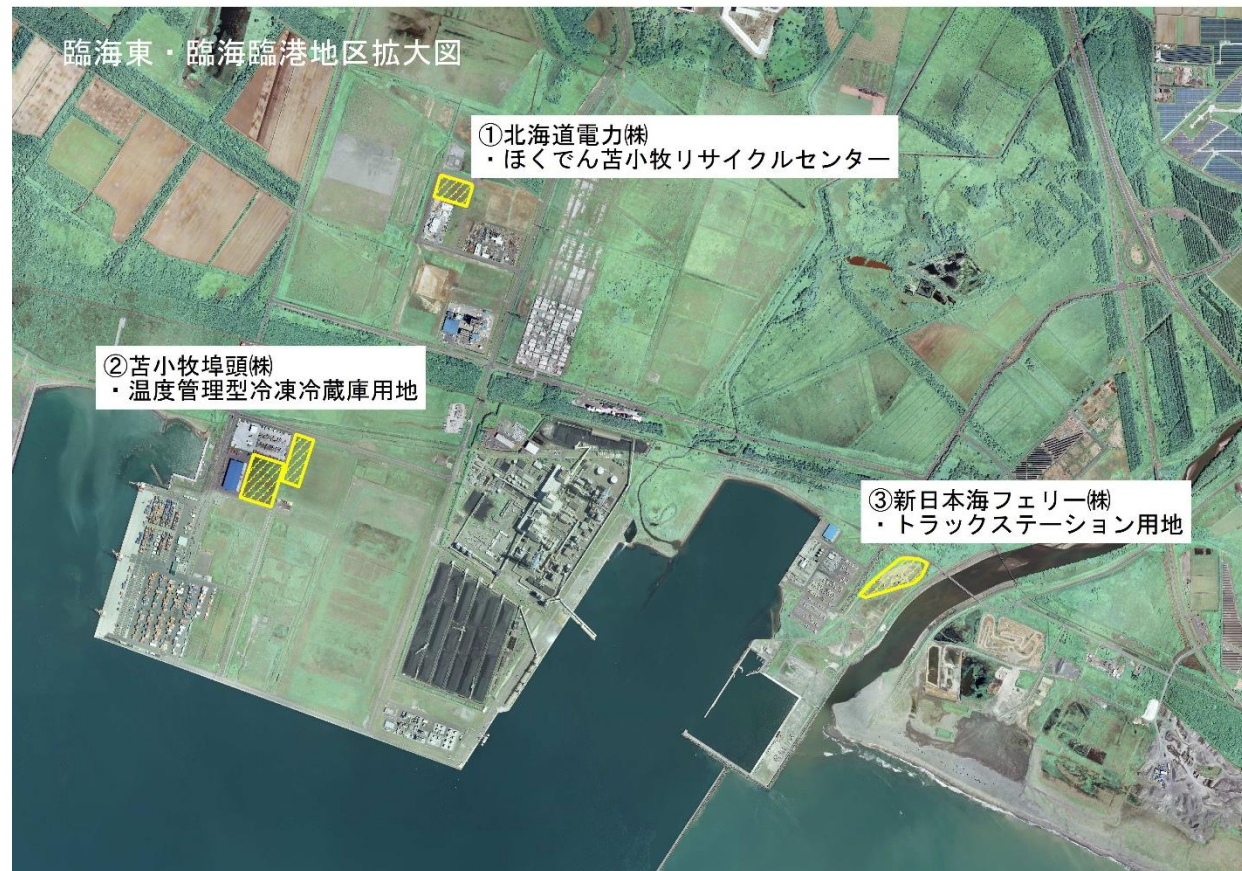 臨海東・臨海臨港地区拡大図
①北海道電力㈱
・ほくでん苫小牧リサイクルセンター
②苫小牧埠頭㈱
・温度管理型冷凍冷蔵庫用地
③新日本海フェリー㈱
・トラックステーション用地